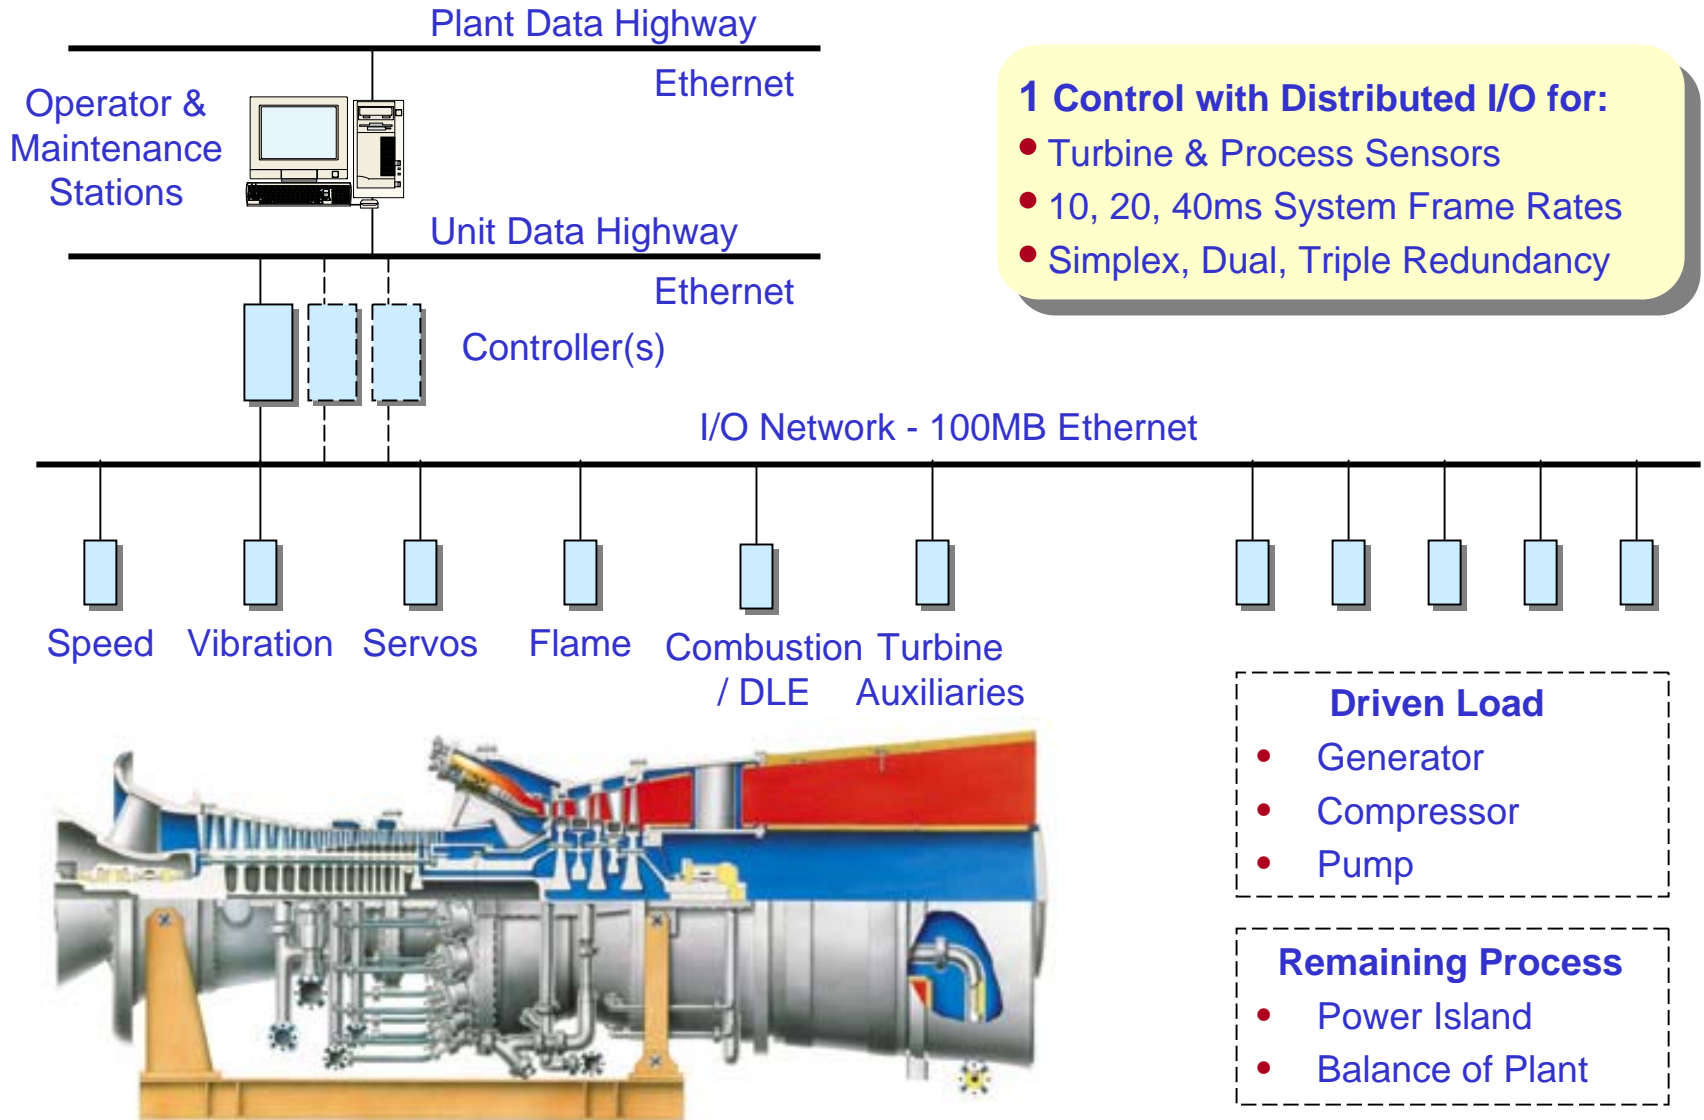 Plant Data Highway
Ethernet
Operator &
Maintenance
Stations
1 Control with Distributed I/O for:
• Turbine & Process Sensors
• 10, 20, 40ms System Frame Rates
• Simplex, Dual, Triple Redundancy
Unit Data Highway
Ethernet
Controller(s)
I/O Network - 100MB Ethernet
Speed
Vibration
Servos
Flame
Combustion
/ DLE
Turbine
Auxiliaries
Driven Load
• Generator
• Compressor
• Pump
Remaining Process
• Power Island
• Balance of Plant